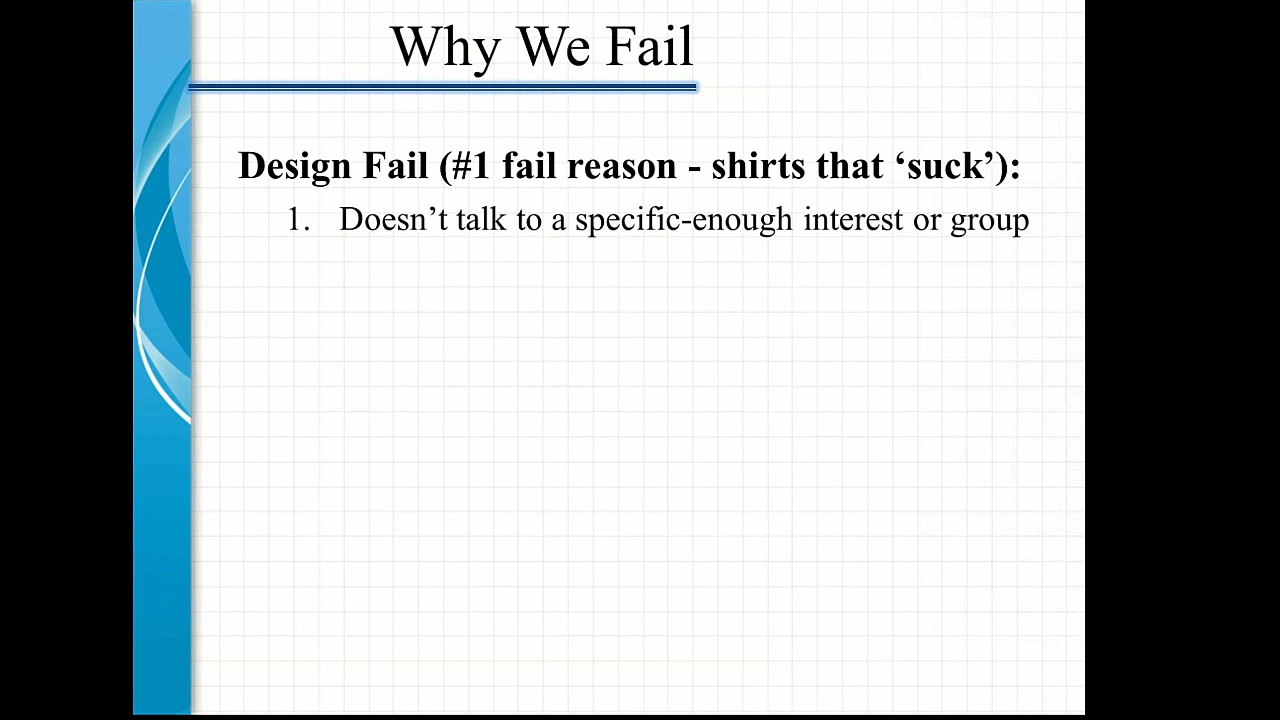 Why We Fail
Design Fail (#1 fail reason - shirts that ‘suck’):
1. Doesn’t talk to a specific-enough interest or group